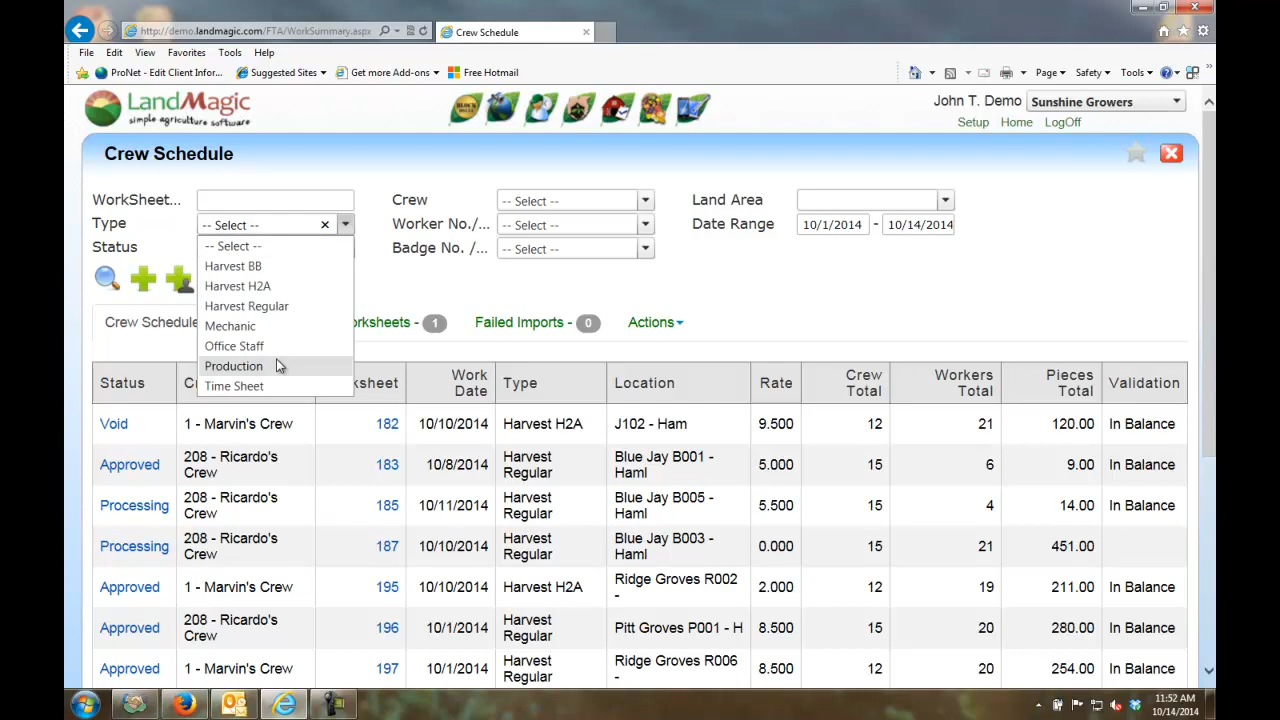 http://demo.landmagic.com/FTA/WorkSummary.aspx
Crew Schedule
File Edit View Favorites Tools Help
ProNet - Edit Client Infor... Suggested Sites Get more Add-ons Free Hotmail
Page Safety Tools
LandMagic
simple agriculture software
BLOCK
John T. Demo Sunshine Growers
Setup Home LogOff
Crew Schedule
WorkSheet... Crew -- Select -- Land Area
Type -- Select -- Worker No./... -- Select -- Date Range 10/1/2014 - 10/14/2014
Status Badge No. /... -- Select --
-- Select --
Harvest BB
Harvest H2A
Harvest Regular
Mechanic
Office Staff
Production
Time Sheet
Crew Schedule orksheets - 1 Failed Imports - 0 Actions
Status C ksheet Work Date Type Location Rate Crew Total Workers Total Pieces Total Validation
Void 1 - Marvin's Crew 182 10/10/2014 Harvest H2A J102 - Ham 9.500 12 21 120.00 In Balance
Approved 208 - Ricardo's Crew 183 10/8/2014 Harvest Regular Blue Jay B001 - Haml 5.000 15 6 9.00 In Balance
Processing 208 - Ricardo's Crew 185 10/11/2014 Harvest Regular Blue Jay B005 - Haml 5.500 15 4 14.00 In Balance
Processing 208 - Ricardo's Crew 187 10/10/2014 Harvest Regular Blue Jay B003 - Haml 0.000 15 21 451.00
Approved 1 - Marvin's Crew 195 10/10/2014 Harvest H2A Ridge Groves R002 - 2.000 12 19 211.00 In Balance
Approved 208 - Ricardo's Crew 196 10/1/2014 Harvest Regular Pitt Groves P001 - H 8.500 15 20 280.00 In Balance
Approved 1 - Marvin's Crew 197 10/1/2014 Harvest Regular Ridge Groves R006 - 8.500 12 20 254.00 In Balance
11:52 AM
10/14/2014